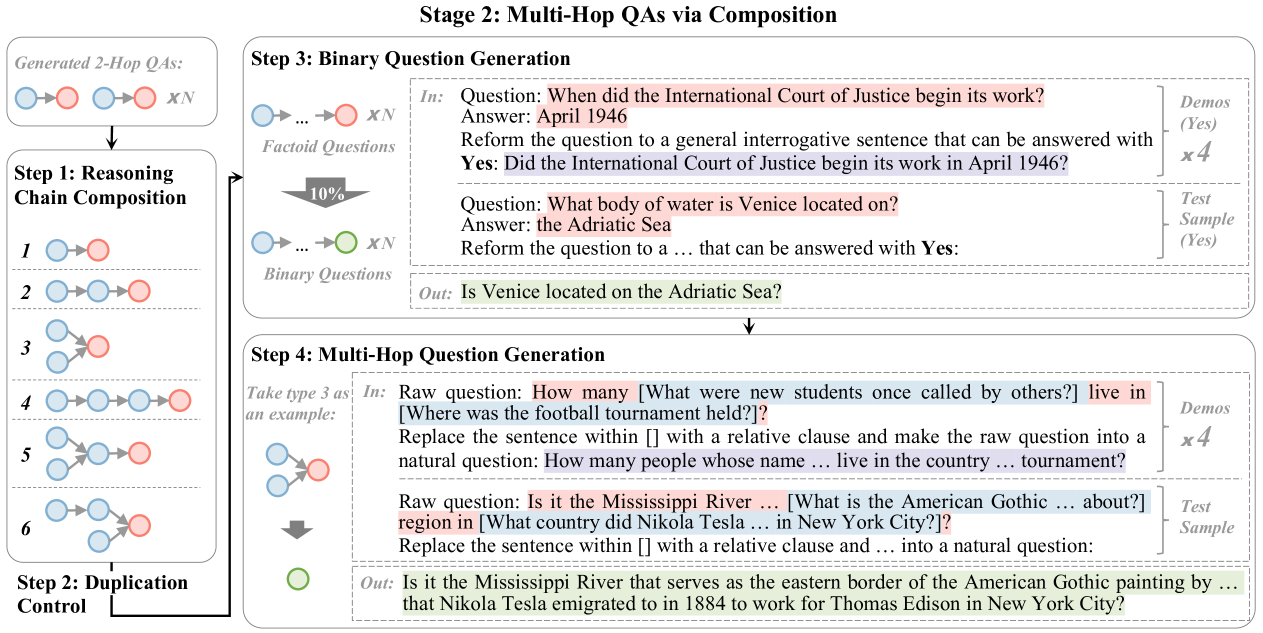 Stage 2: Multi-Hop QAs via Composition
Generated 2-Hop QAs:
x N
Step 1: Reasoning
Chain Composition
1
2
3
4
5
6
Step 2: Duplication
Control
Step 3: Binary Question Generation
... x N
Factoid Questions
10%
... x N
Binary Questions
In: Question: When did the International Court of Justice begin its work?
Answer: April 1946
Reform the question to a general interrogative sentence that can be answered with
Yes: Did the International Court of Justice begin its work in April 1946?
Demos
(Yes)
x 4
Question: What body of water is Venice located on?
Answer: the Adriatic Sea
Reform the question to a … that can be answered with Yes:
Test
Sample
(Yes)
Out: Is Venice located on the Adriatic Sea?
Step 4: Multi-Hop Question Generation
Take type 3 as
an example:
In: Raw question: How many [What were new students once called by others?] live in
[Where was the football tournament held?]?
Replace the sentence within [] with a relative clause and make the raw question into a
natural question: How many people whose name … live in the country … tournament?
Demos
x 4
Raw question: Is it the Mississippi River … [What is the American Gothic … about?]
region in [What country did Nikola Tesla … in New York City?]?
Replace the sentence within [] with a relative clause and … into a natural question:
Test
Sample
Out: Is it the Mississippi River that serves as the eastern border of the American Gothic painting by …
that Nikola Tesla emigrated to in 1884 to work for Thomas Edison in New York City?